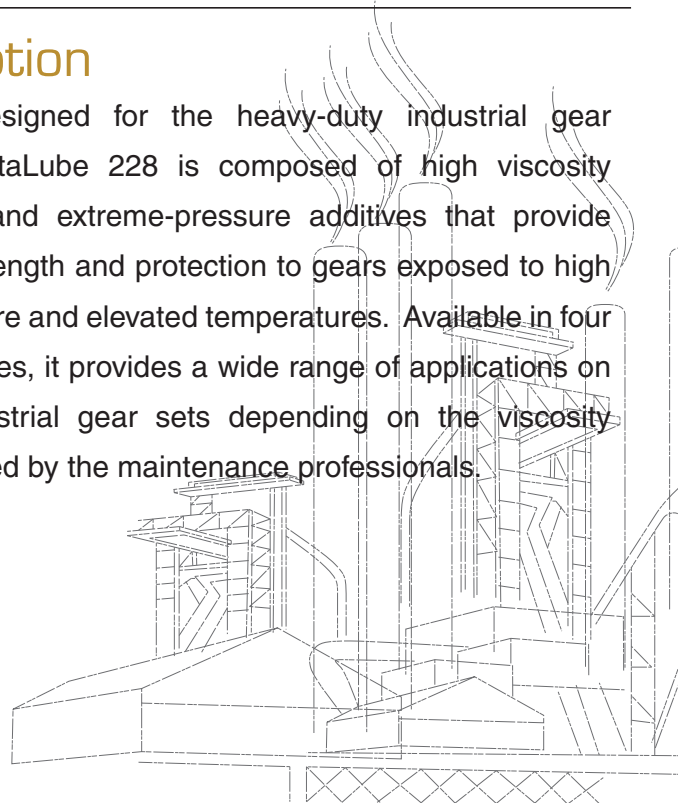 ption
signed for the heavy-duty industrial gear
taLube 228 is composed of high viscosity
and extreme-pressure additives that provide
ength and protection to gears exposed to high
re and elevated temperatures. Available in four
es, it provides a wide range of applications on
strial gear sets depending on the viscosity
ed by the maintenance professionals.